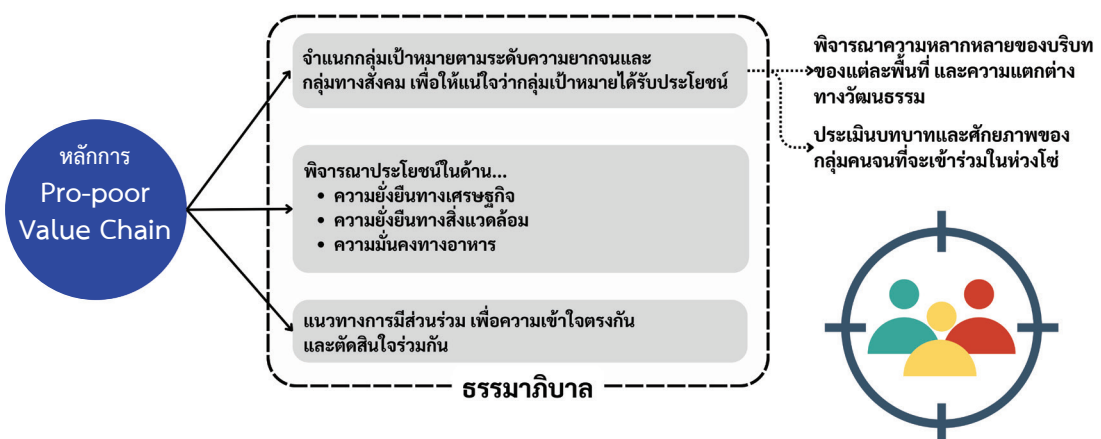 หลักการ
Pro-poor
Value Chain
จำแนกกลุ่มเป้าหมายตามระดับความยากจนและ
กลุ่มทางสังคม เพื่อให้แน่ใจว่ากลุ่มเป้าหมายได้รับประโยชน์
พิจารณาความหลากหลายของบริบท
ของแต่ละพื้นที่ และความแตกต่าง
ทางวัฒนธรรม
ประเมินบทบาทและศักยภาพของ
กลุ่มคนจนที่จะเข้าร่วมในห่วงโซ่
พิจารณาประโยชน์ในด้าน...
• ความยั่งยืนทางเศรษฐกิจ
• ความยั่งยืนทางสิ่งแวดล้อม
• ความมั่นคงทางอาหาร
แนวทางการมีส่วนร่วม เพื่อความเข้าใจตรงกัน
และตัดสินใจร่วมกัน
ธรรมาภิบาล